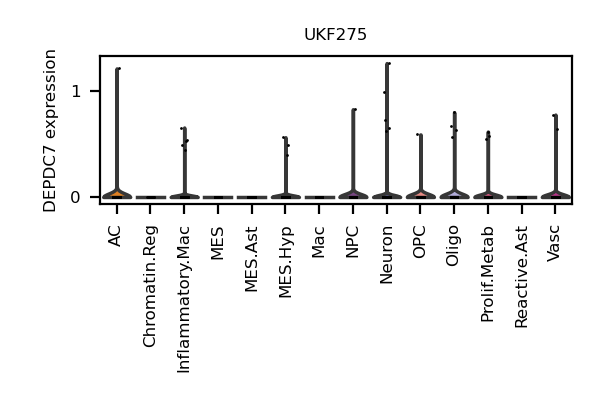 UKF275
DEPDC7 expression
1
0
AC
Chromatin.Reg
Inflammatory.Mac
MES
MES.Ast
MES.Hyp
Mac
NPC
Neuron
OPC
Oligo
Prolif.Metab
Reactive.Ast
Vasc